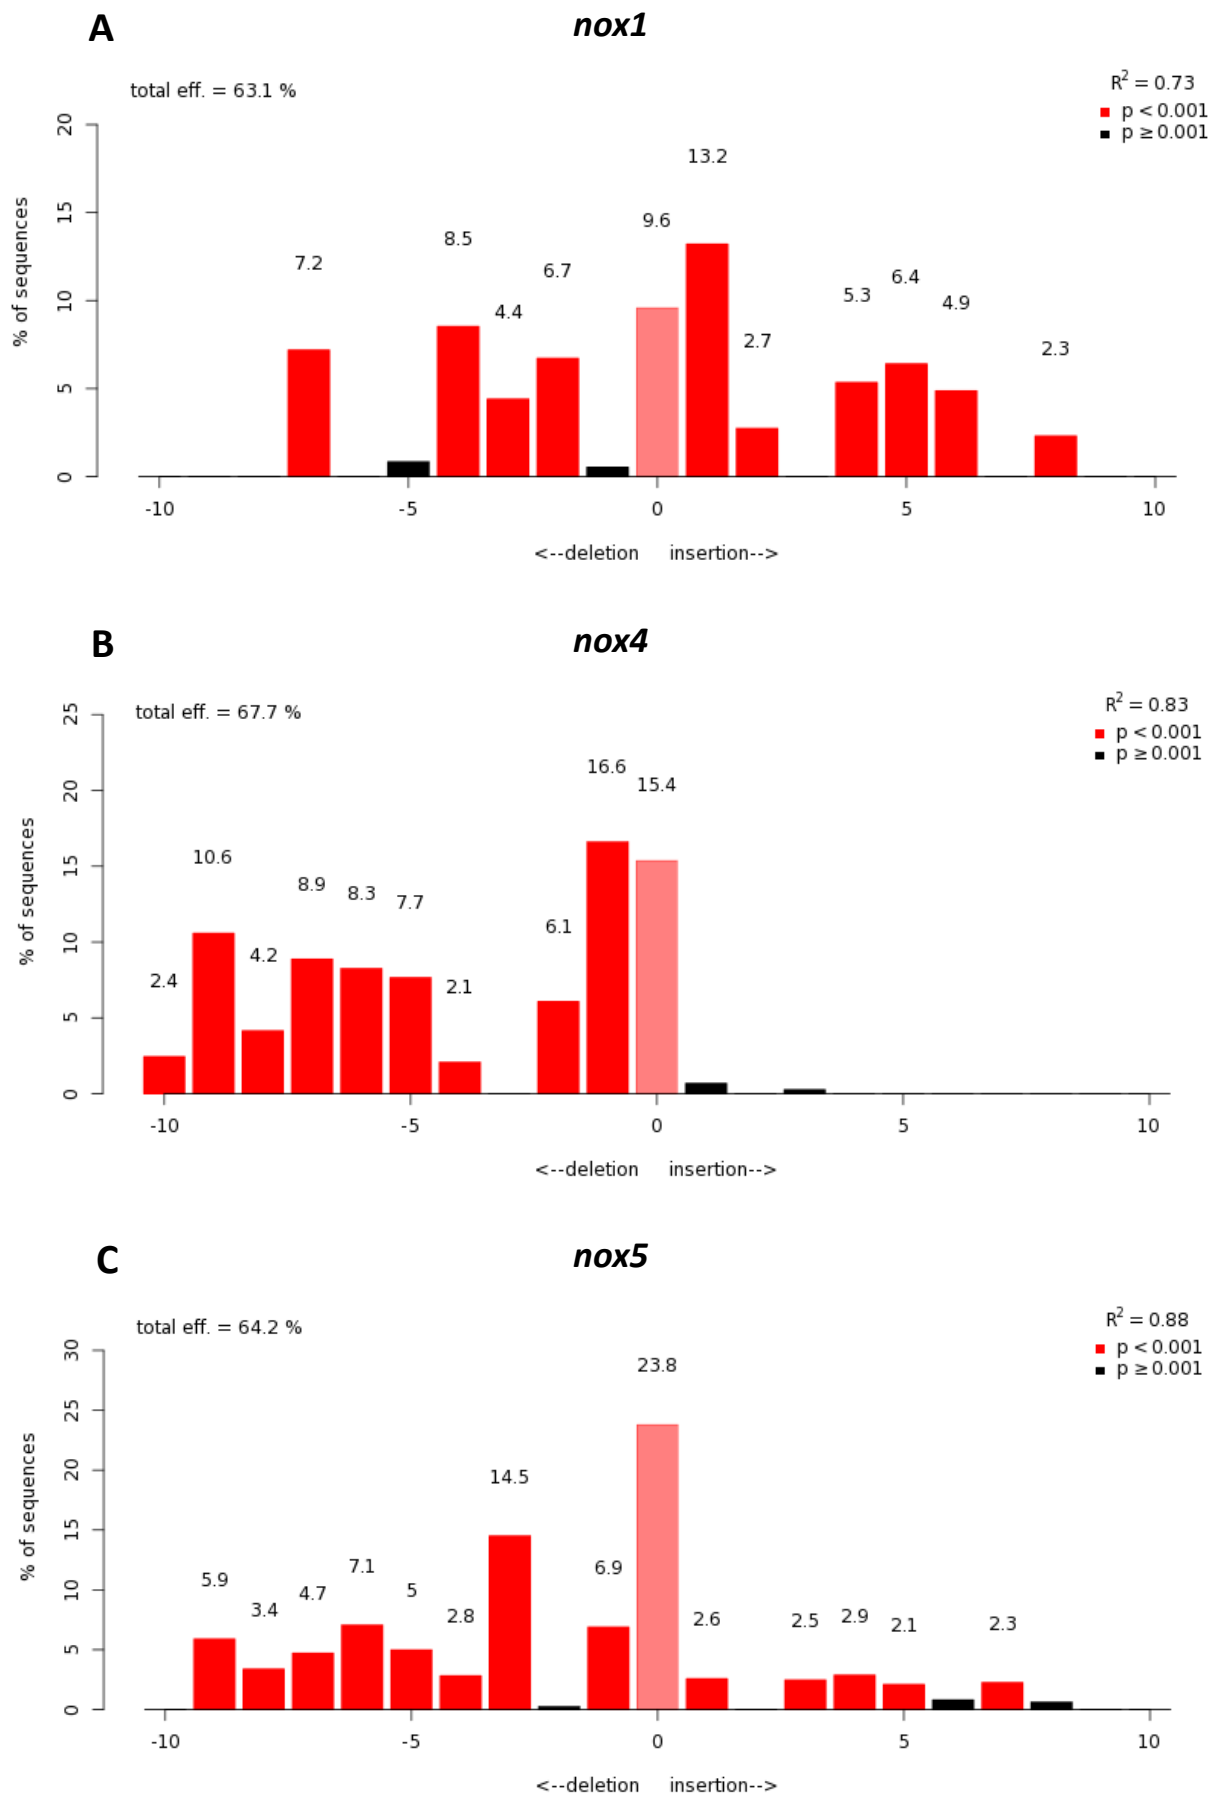 A
nox1
total eff. = 63.1 %
R² = 0.73
p < 0.001
p ≥ 0.001
% of sequences
20
15
10
5
0
7.2
8.5
4.4
6.7
9.6
13.2
2.7
5.3
6.4
4.9
2.3
-10 -5 0 5 10
<--deletion insertion-->
B
nox4
total eff. = 67.7 %
R² = 0.83
p < 0.001
p ≥ 0.001
% of sequences
25
20
15
10
5
0
2.4
10.6
4.2
8.9
8.3
7.7
2.1
6.1
16.6
15.4
-10 -5 0 5 10
<--deletion insertion-->
C
nox5
total eff. = 64.2 %
R² = 0.88
p < 0.001
p ≥ 0.001
% of sequences
30
25
20
15
10
5
0
5.9
3.4
4.7
7.1
5
2.8
14.5
6.9
23.8
2.6
2.5
2.9
2.1
2.3
-10 -5 0 5 10
<--deletion insertion-->